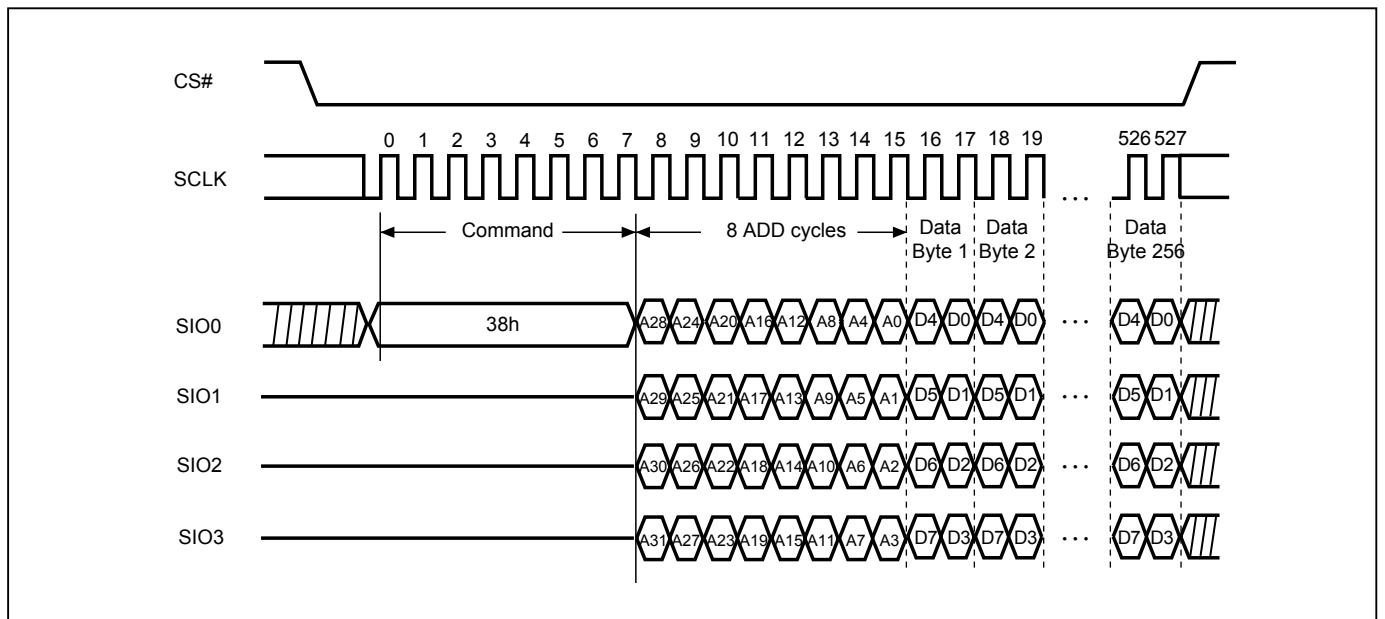 CS#
0 1 2 3 4 5 6 7 8 9 10 11 12 13 14 15 16 17 18 19 526 527
SCLK
...
Command 8 ADD cycles Data Data Data
Byte 1 Byte 2 Byte 256
SIO0 38h A28 A24 A20 A16 A12 A8 A4 A0 D4 D0 D4 D0 ... D4 D0
SIO1 A29 A25 A21 A17 A13 A9 A5 A1 D5 D1 D5 D1 ... D5 D1
SIO2 A30 A26 A22 A18 A14 A10 A6 A2 D6 D2 D6 D2 ... D6 D2
SIO3 A31 A27 A23 A19 A15 A11 A7 A3 D7 D3 D7 D3 ... D7 D3